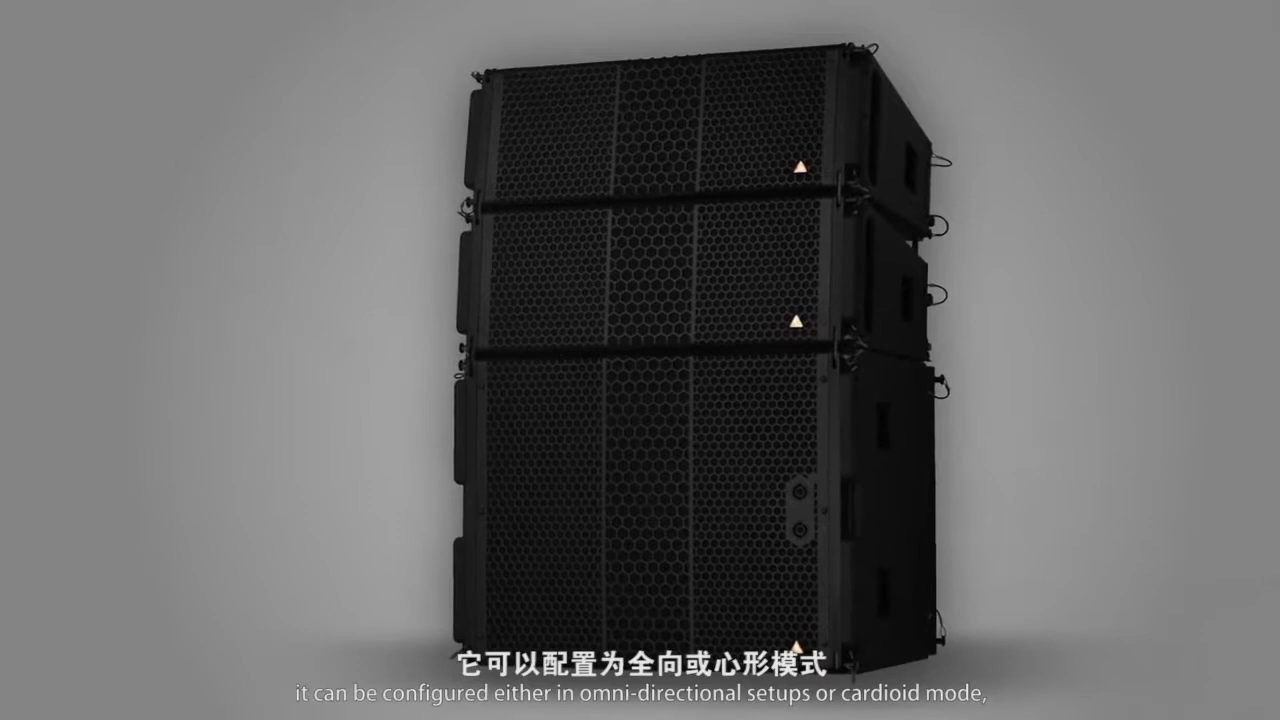 它可以配置为全向或心形模式
it can be configured either in omni-directional setups or cardioid mode,